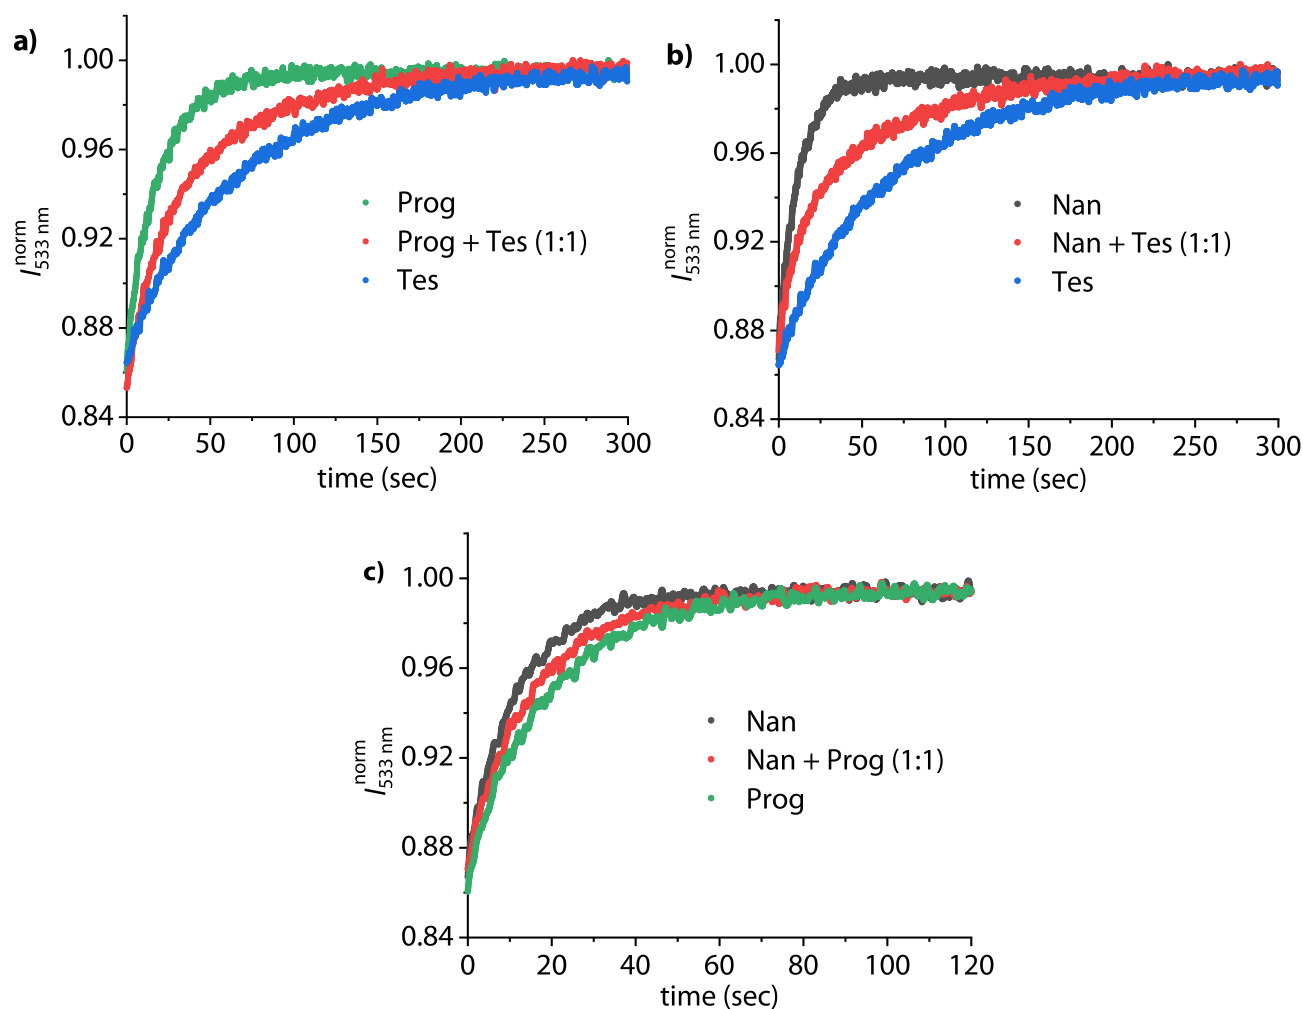 a)
1.00
0.96
0.92
0.88
0.84
I norm 533 nm
Prog
Prog + Tes (1:1)
Tes
0 50 100 150 200 250 300
time (sec)
b)
1.00
0.96
0.92
0.88
0.84
I norm 533 nm
Nan
Nan + Tes (1:1)
Tes
0 50 100 150 200 250 300
time (sec)
c)
1.00
0.96
0.92
0.88
0.84
I norm 533 nm
Nan
Nan + Prog (1:1)
Prog
0 20 40 60 80 100 120
time (sec)